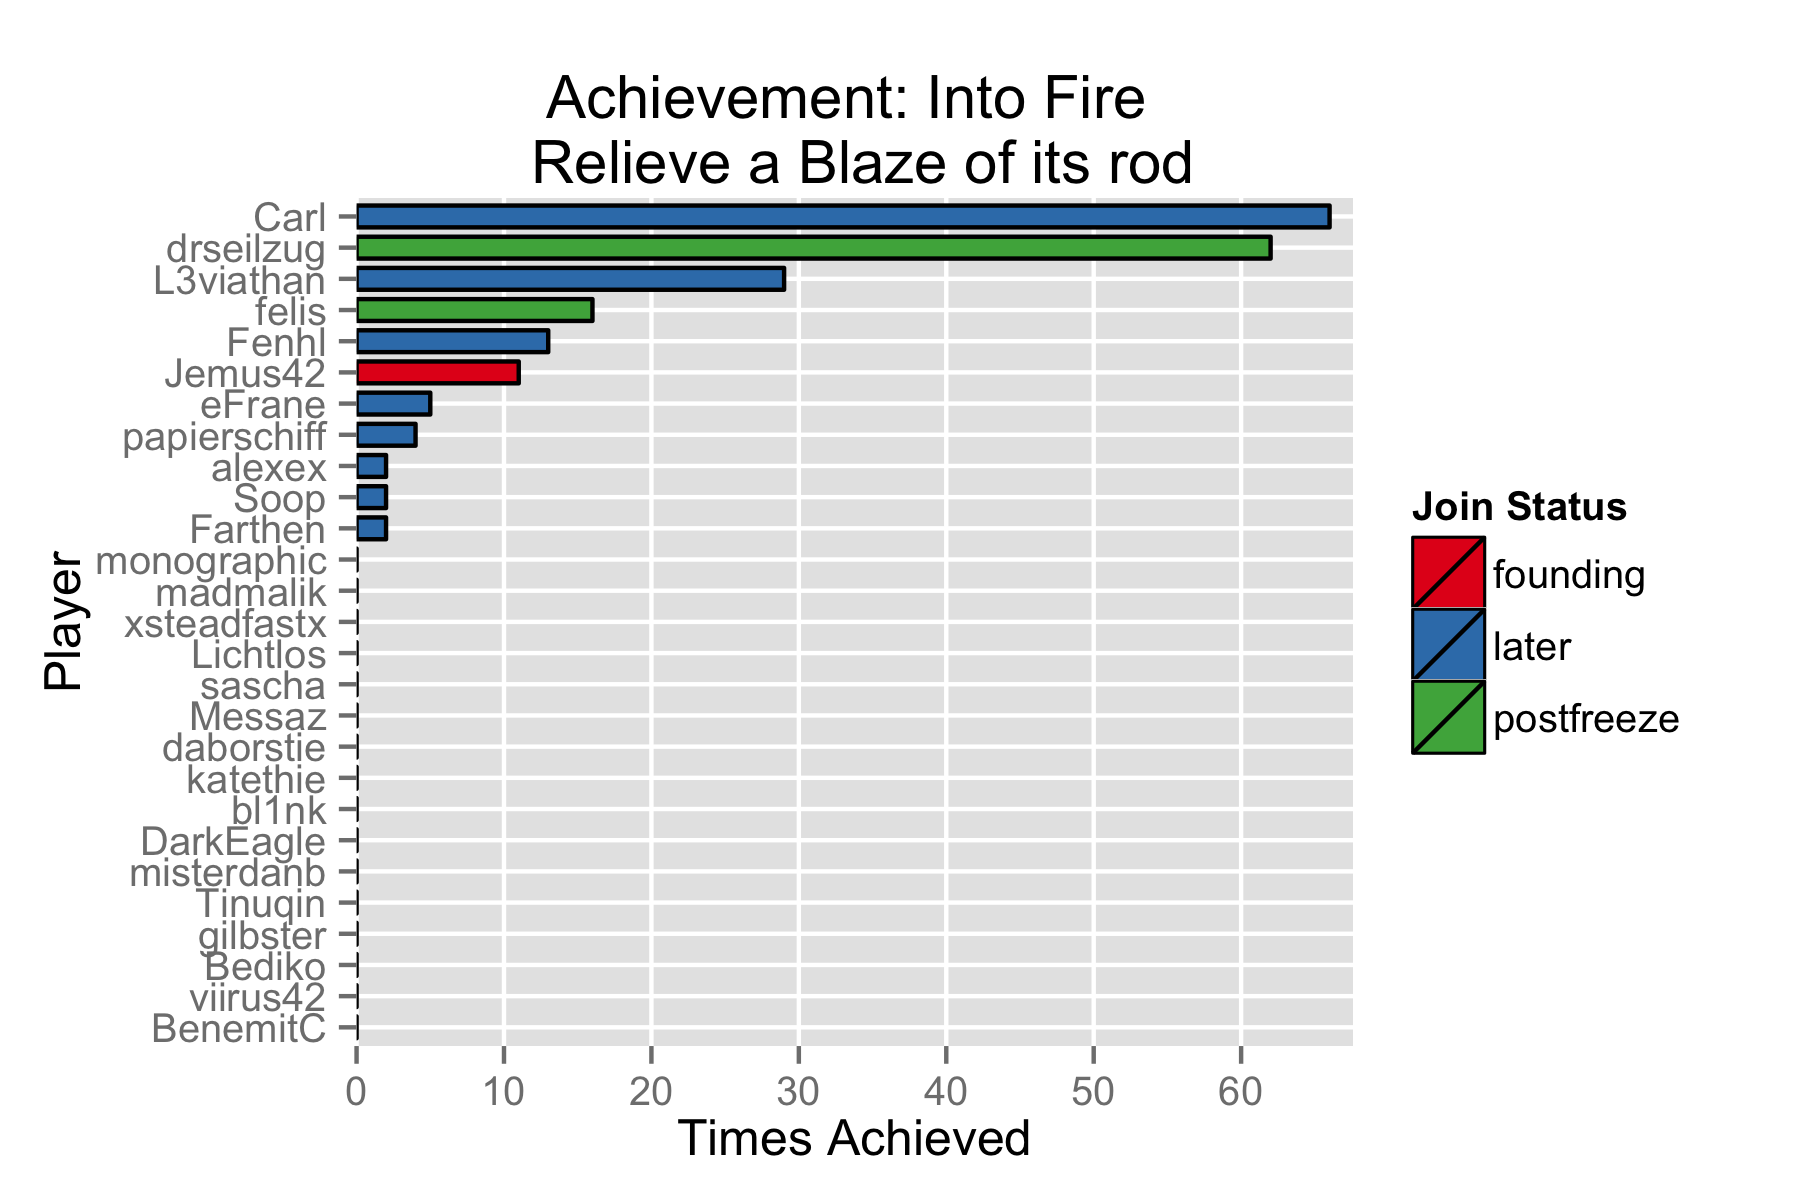 Achievement: Into Fire
Relieve a Blaze of its rod
Player
Carl
drseilzug
L3viathan
felis
Fenhl
Jemus42
eFrane
papierschiff
alexex
Soop
Farthen
monographic
madmalik
xsteadfastx
Lichtlos
sascha
Messaz
daborstie
katethie
bl1nk
DarkEagle
misterdanb
Tinuqin
gilbster
Bediko
viirus42
BenemitC
0 10 20 30 40 50 60
Times Achieved
Join Status
founding
later
postfreeze